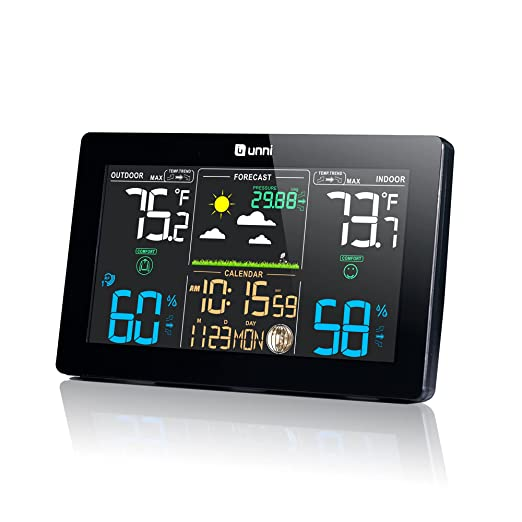 unni
OUTDOOR MAX TEMP.TREND
FORECAST
TEMP.TREND MAX INDOOR
PRESSURE
29.88
75.2 °F
73.7 °F
COMFORT
COMFORT
CALENDAR
60 %
AM 10:15 59
58 %
M D DAY
11 23 MON